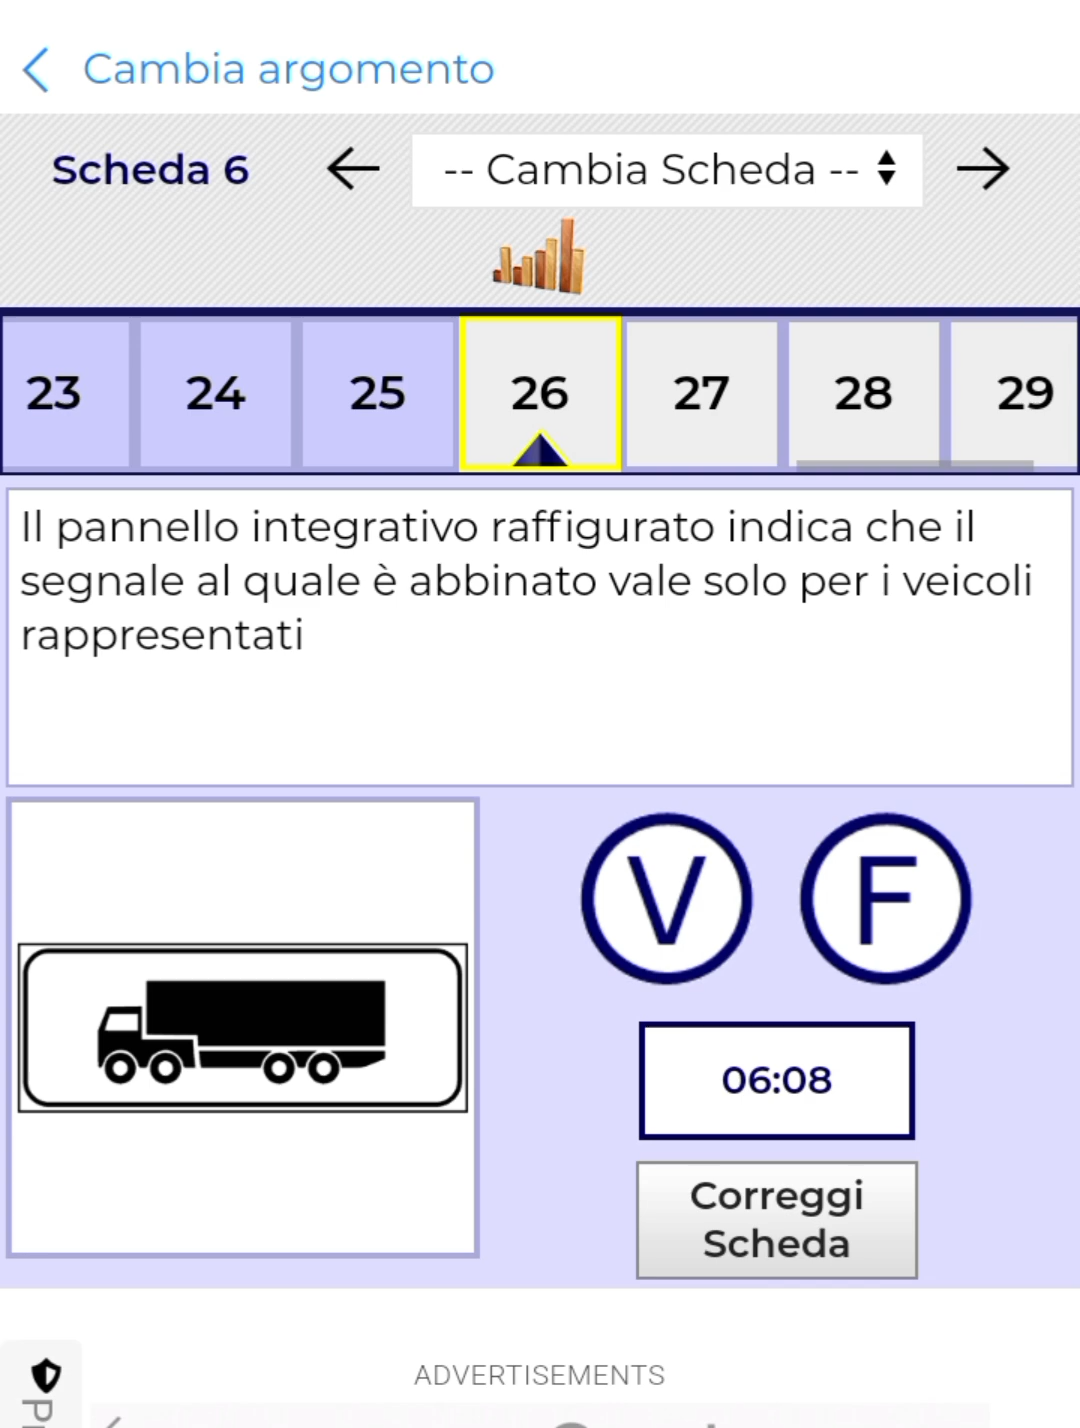 Cambia argomento
Scheda 6
-- Cambia Scheda --
23
24
25
26
27
28
29
Il pannello integrativo raffigurato indica che il
segnale al quale è abbinato vale solo per i veicoli
rappresentati
V
F
06:08
Correggi
Scheda
ADVERTISEMENTS